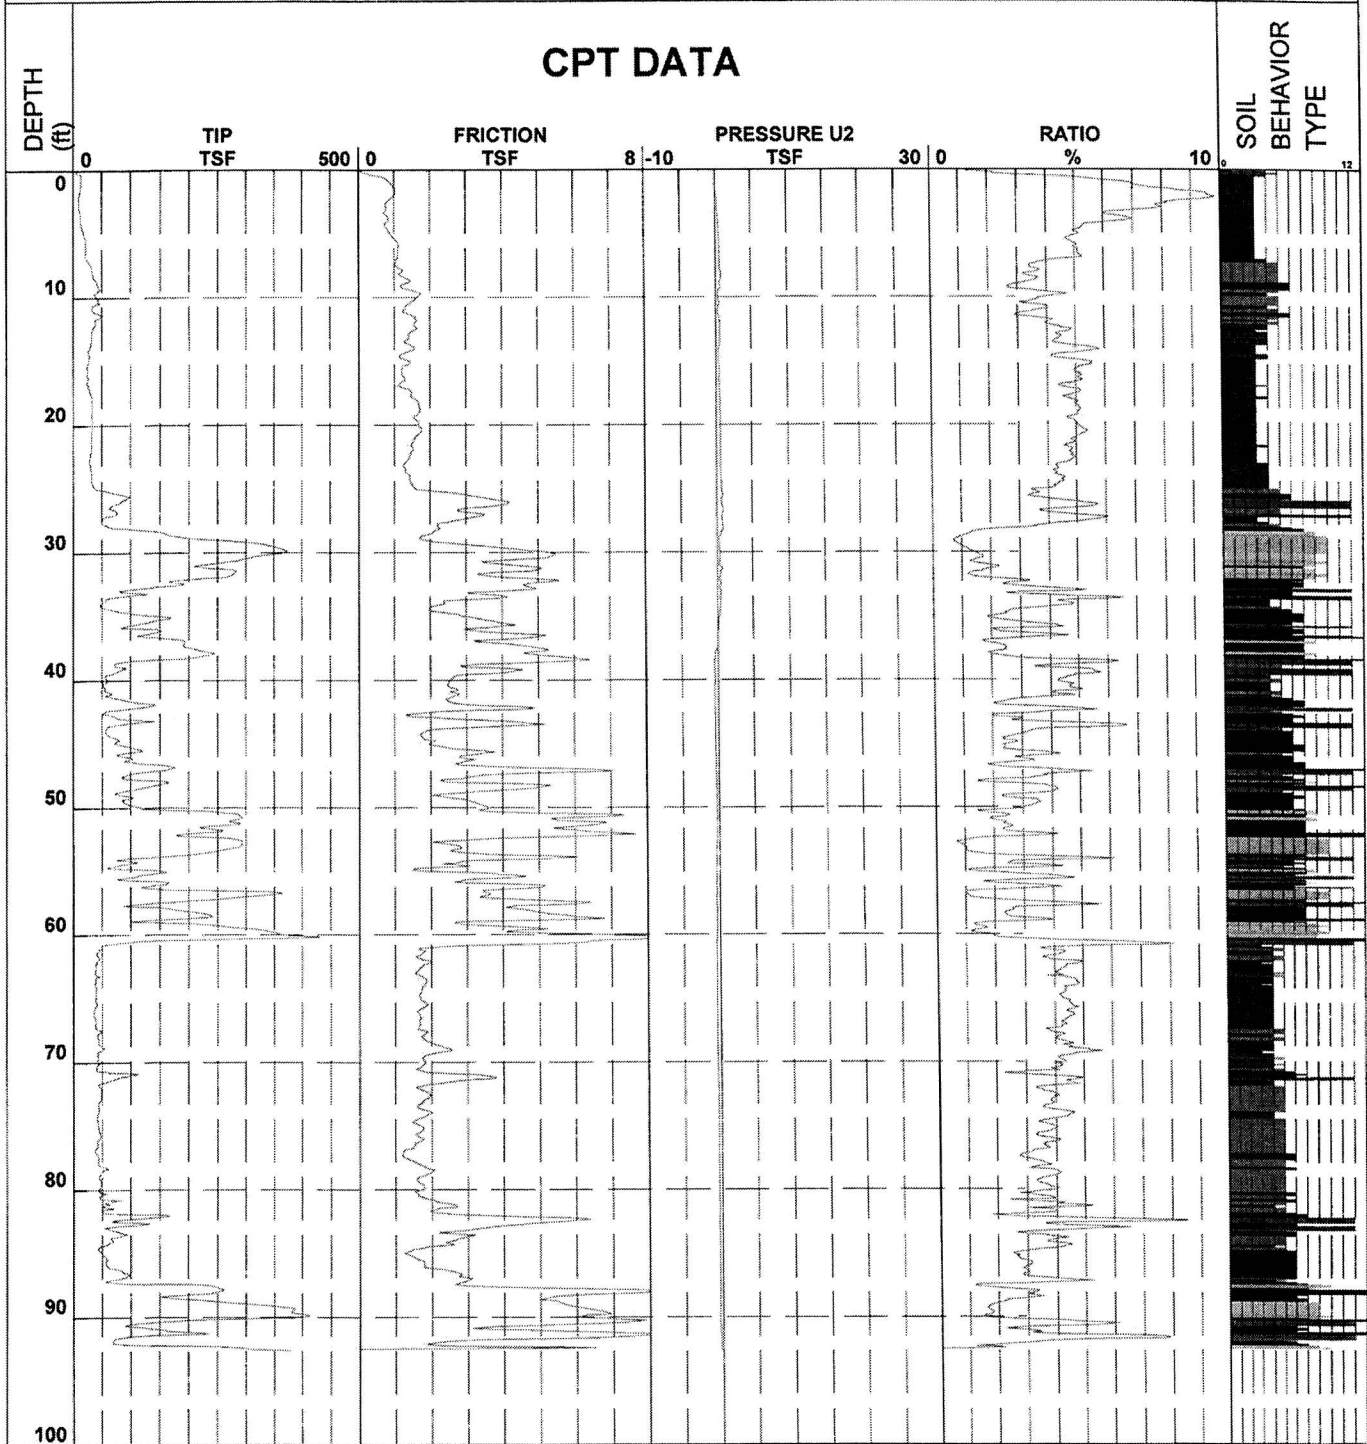 CPT DATA
DEPTH
(ft)
TIP
TSF
0 500
FRICTION
TSF
0 8
PRESSURE U2
TSF
-10 30
RATIO
%
0 10
SOIL
BEHAVIOR
TYPE
0 12
0
10
20
30
40
50
60
70
80
90
100